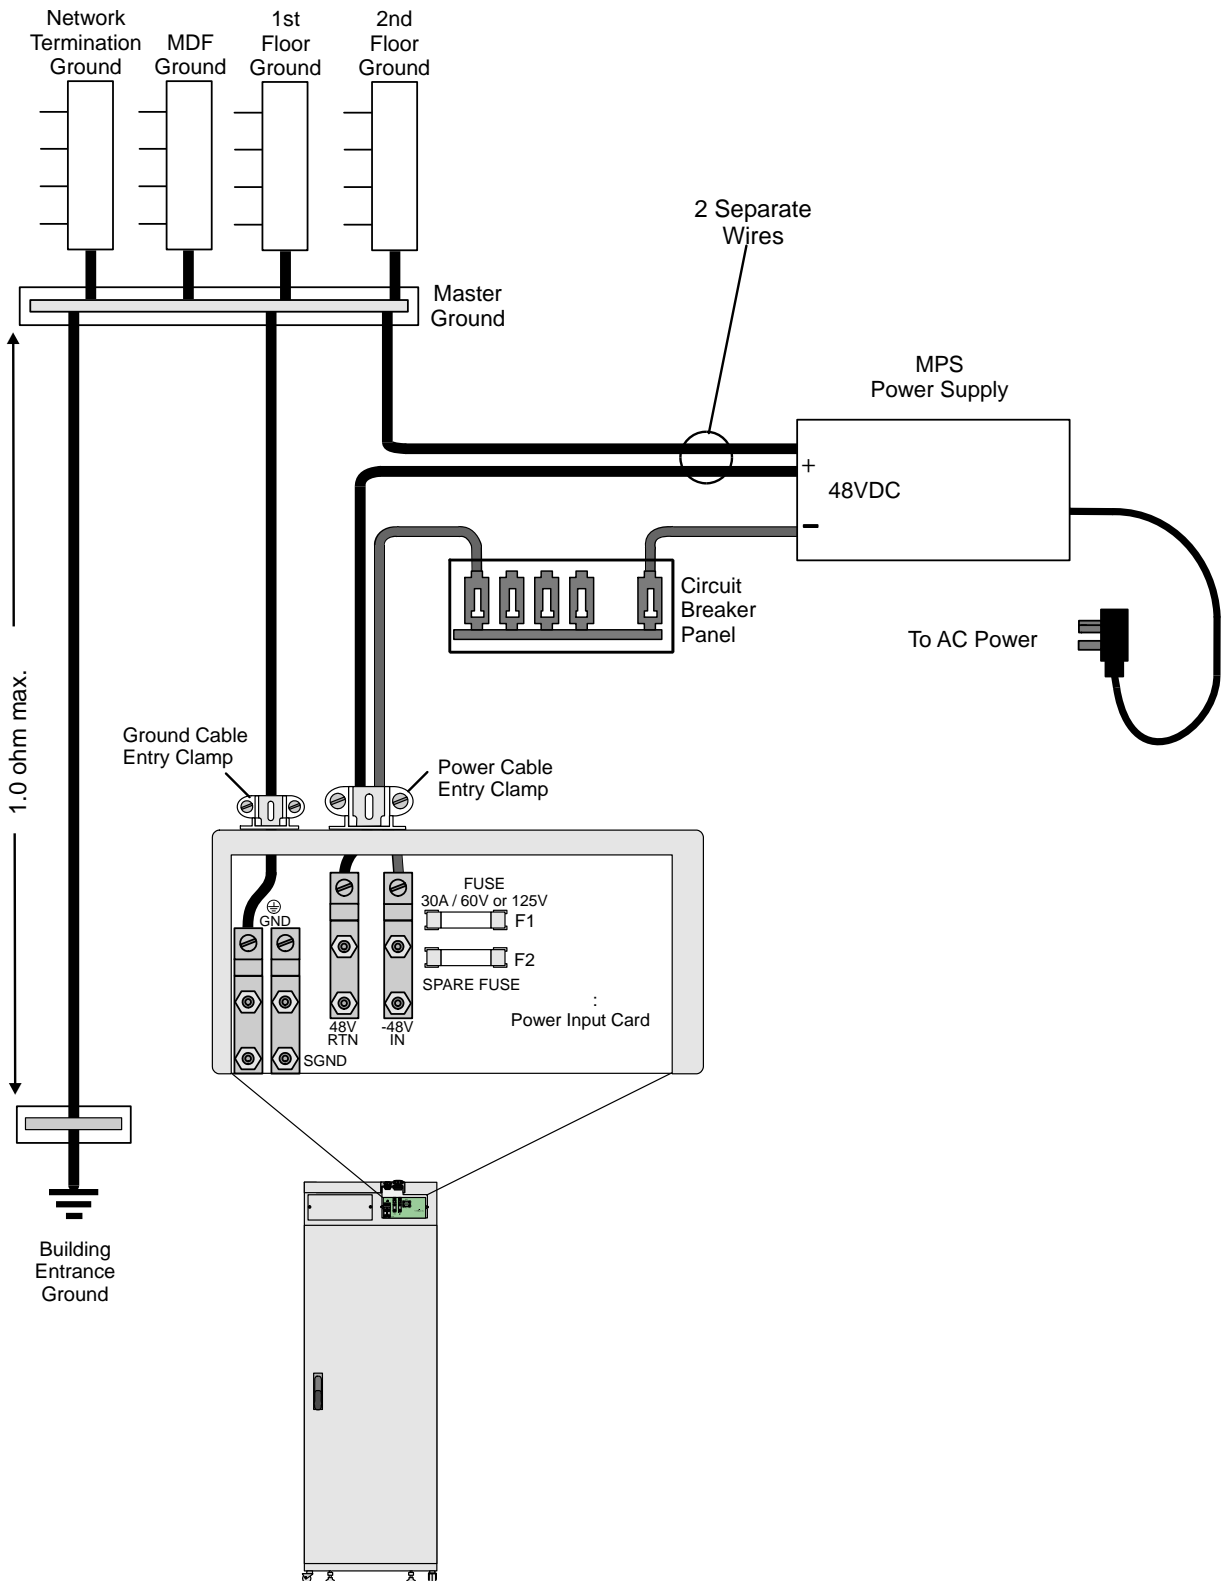 Network
Termination
Ground
MDF
Ground
1st
Floor
Ground
2nd
Floor
Ground
2 Separate
Wires
Master
Ground
MPS
Power Supply
+
48VDC
–
Circuit
Breaker
Panel
To AC Power
1.0 ohm max.
Ground Cable
Entry Clamp
Power Cable
Entry Clamp
FUSE
30A / 60V or 125V
F1
GND
F2
SPARE FUSE
:
Power Input Card
48V
RTN
-48V
IN
SGND
Building
Entrance
Ground